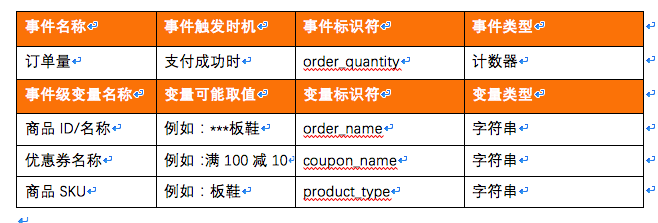 事件名称 事件触发时机 事件标识符 事件类型
订单量 支付成功时 order_quantity 计数器
事件级变量名称 变量可能取值 变量标识符 变量类型
商品 ID/名称 例如：***板鞋 order_name 字符串
优惠券名称 例如 :满 100 减 10 coupon_name 字符串
商品 SKU 例如：板鞋 product_type 字符串